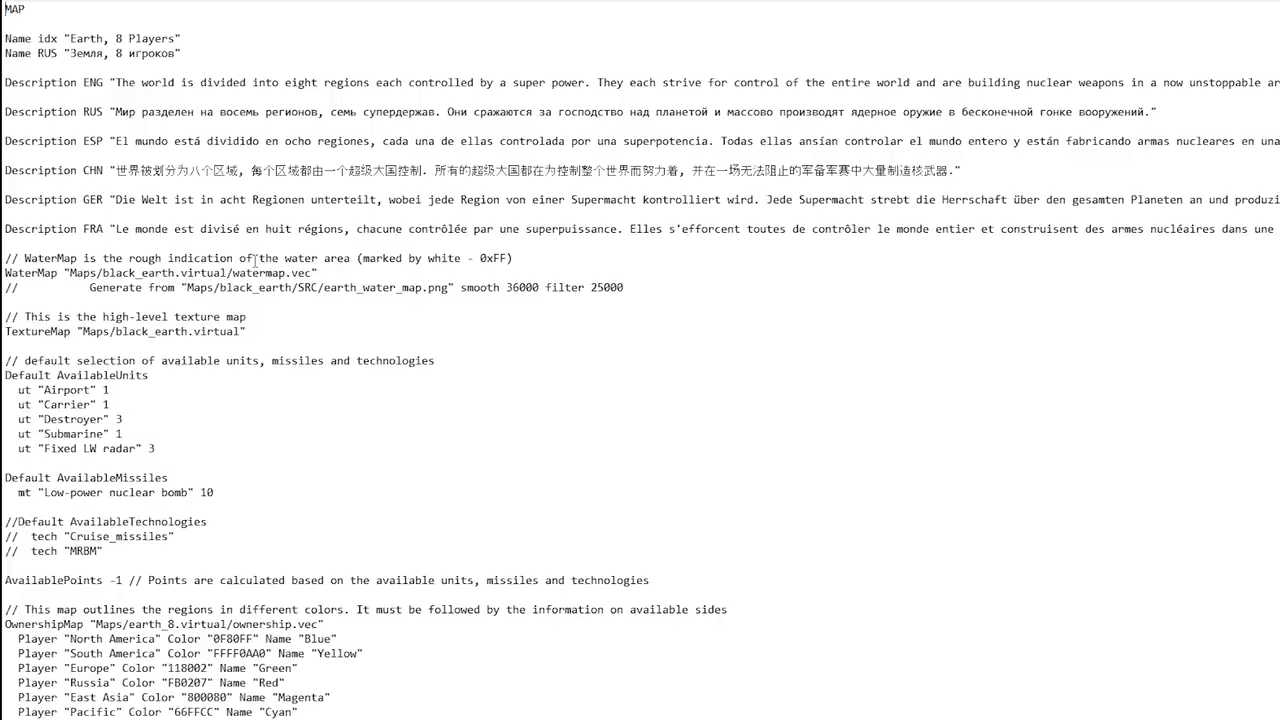 MAP
Name idx "Earth, 8 Players"
Name RUS "Земля, 8 игроков"
Description ENG "The world is divided into eight regions each controlled by a super power. They each strive for control of the entire world and are building nuclear weapons in a now unstoppable ar
Description RUS "Мир разделен на восемь регионов, семь супердержав. Они сражаются за господство над планетой и массово производят ядерное оружие в бесконечной гонке вооружений."
Description ESP "El mundo está dividido en ocho regiones, cada una de ellas controlada por una superpotencia. Todas ellas ansían controlar el mundo entero y están fabricando armas nucleares en una
Description CHN "世界被划分为八个区域, 每个区域都由一个超级大国控制. 所有的超级大国都在为控制整个世界而努力着, 并在一场无法阻止的军备军赛中大量制造核武器."
Description GER "Die Welt ist in acht Regionen unterteilt, wobei jede Region von einer Supermacht kontrolliert wird. Jede Supermacht strebt die Herrschaft über den gesamten Planeten an und produzi
Description FRA "Le monde est divisé en huit régions, chacune contrôlée par une superpuissance. Elles s'efforcent toutes de contrôler le monde entier et construisent des armes nucléaires dans une
// WaterMap is the rough indication of the water area (marked by white - 0xFF)
WaterMap "Maps/black_earth.virtual/watermap.vec"
// Generate from "Maps/black_earth/SRC/earth_water_map.png" smooth 36000 filter 25000
// This is the high-level texture map
TextureMap "Maps/black_earth.virtual"
// default selection of available units, missiles and technologies
Default AvailableUnits
ut "Airport" 1
ut "Carrier" 1
ut "Destroyer" 3
ut "Submarine" 1
ut "Fixed LW radar" 3
Default AvailableMissiles
mt "Low-power nuclear bomb" 10
//Default AvailableTechnologies
// tech "Cruise_missiles"
// tech "MRBM"
AvailablePoints -1 // Points are calculated based on the available units, missiles and technologies
// This map outlines the regions in different colors. It must be followed by the information on available sides
OwnershipMap "Maps/earth_8.virtual/ownership.vec"
Player "North America" Color "0F80FF" Name "Blue"
Player "South America" Color "FFFF0AA0" Name "Yellow"
Player "Europe" Color "118002" Name "Green"
Player "Russia" Color "FB0207" Name "Red"
Player "East Asia" Color "800080" Name "Magenta"
Player "Pacific" Color "66FFCC" Name "Cyan"